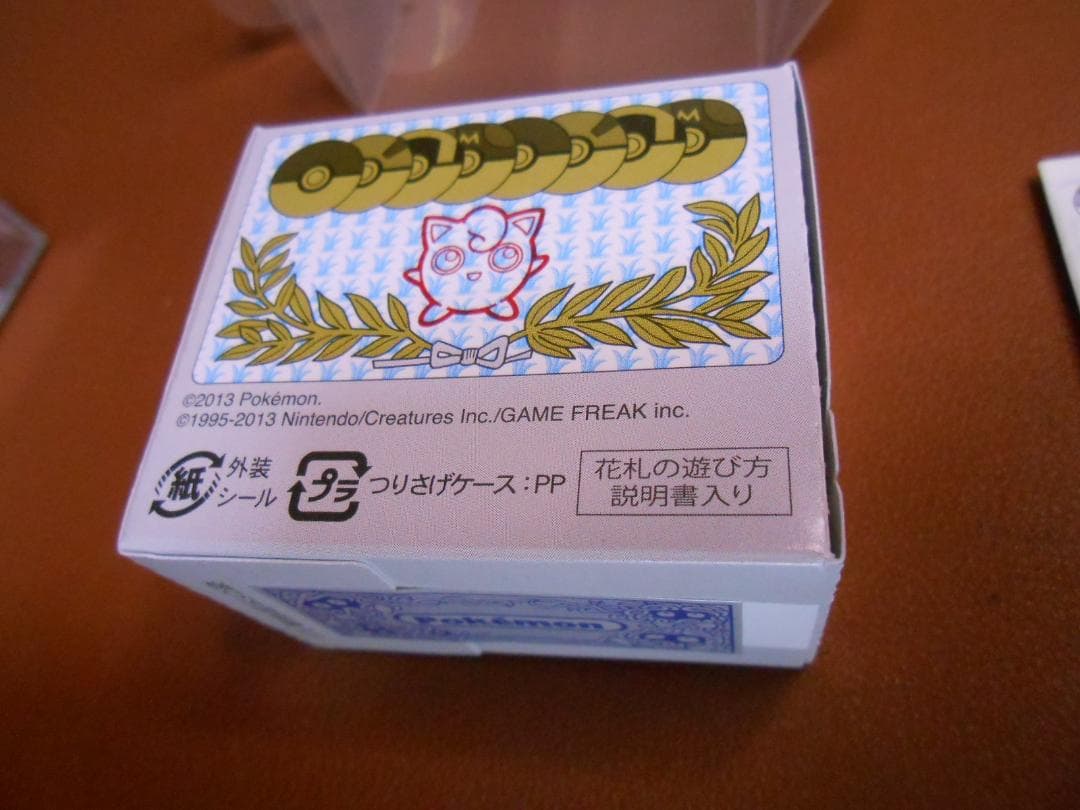 M
M
©2013 Pokémon.
©1995-2013 Nintendo/Creatures Inc./GAME FREAK inc.
紙 外装
シール
プラ つりさげケース:PP
花札の遊び方
説明書入り
Pokémon